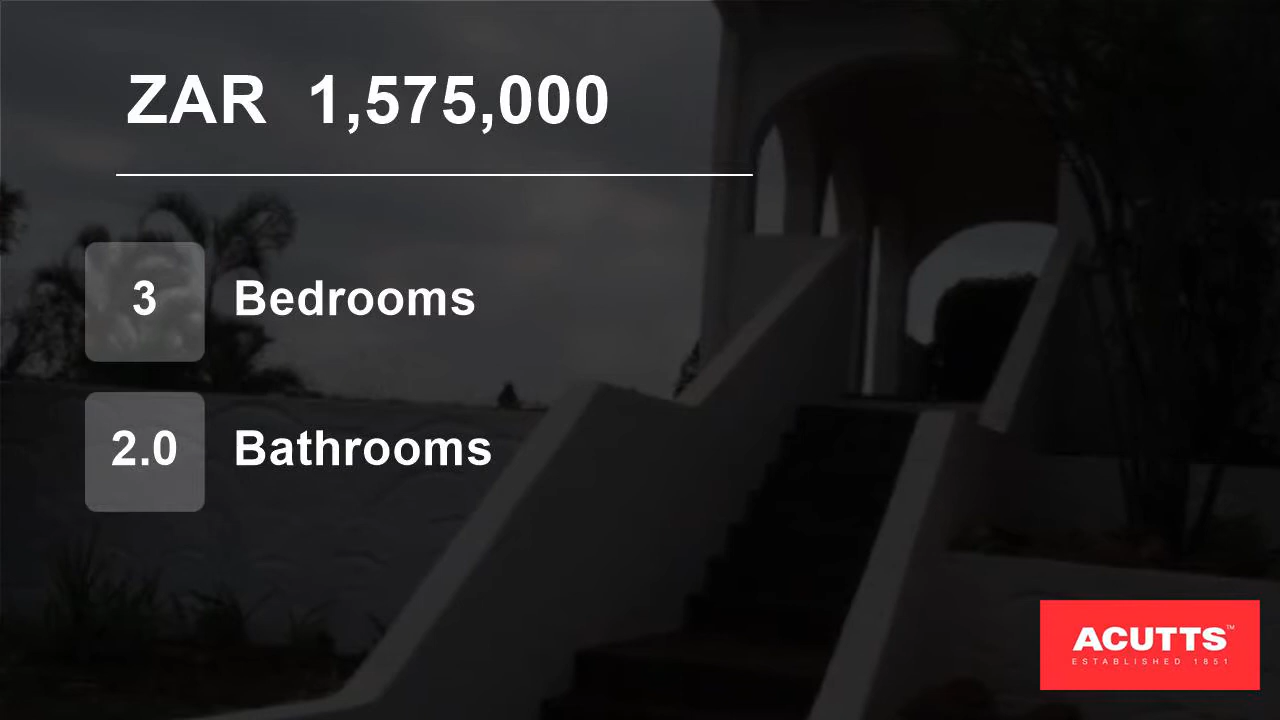 ZAR 1,575,000
3 Bedrooms
2.0 Bathrooms
ACUTTS™
ESTABLISHED 1851